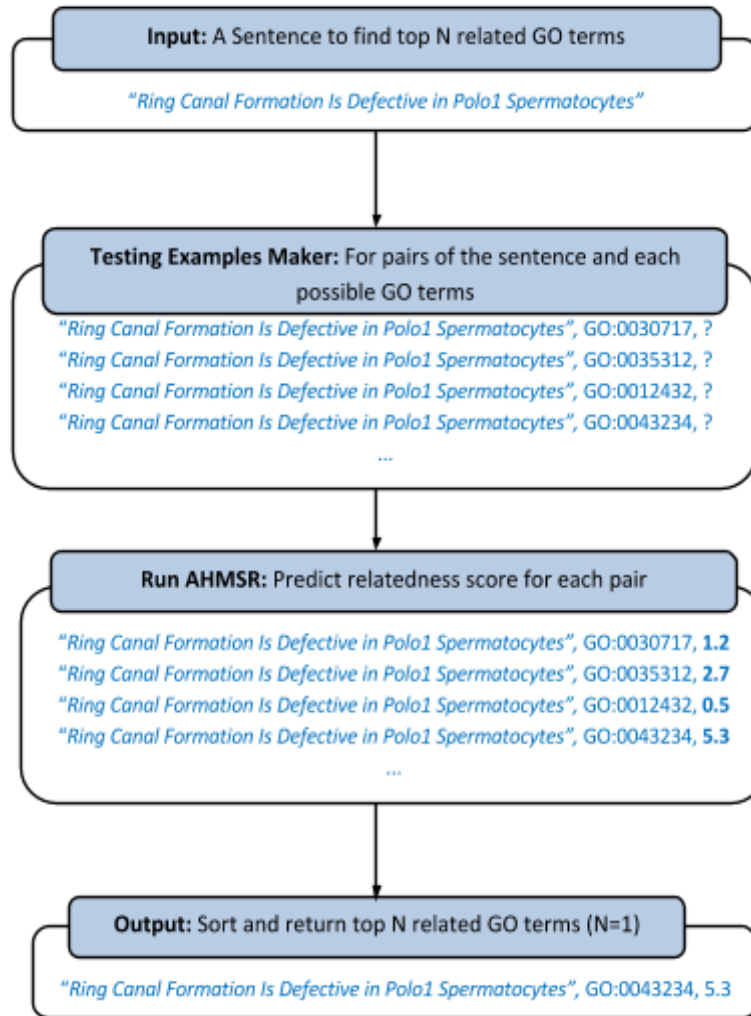 Input: A Sentence to find top N related GO terms
"Ring Canal Formation Is Defective in Polo1 Spermatocytes"
Testing Examples Maker: For pairs of the sentence and each
possible GO terms
"Ring Canal Formation Is Defective in Polo1 Spermatocytes", GO:0030717, ?
"Ring Canal Formation Is Defective in Polo1 Spermatocytes", GO:0035312, ?
"Ring Canal Formation Is Defective in Polo1 Spermatocytes", GO:0012432, ?
"Ring Canal Formation Is Defective in Polo1 Spermatocytes", GO:0043234, ?
...
Run AHMSR: Predict relatedness score for each pair
"Ring Canal Formation Is Defective in Polo1 Spermatocytes", GO:0030717, 1.2
"Ring Canal Formation Is Defective in Polo1 Spermatocytes", GO:0035312, 2.7
"Ring Canal Formation Is Defective in Polo1 Spermatocytes", GO:0012432, 0.5
"Ring Canal Formation Is Defective in Polo1 Spermatocytes", GO:0043234, 5.3
...
Output: Sort and return top N related GO terms (N=1)
"Ring Canal Formation Is Defective in Polo1 Spermatocytes", GO:0043234, 5.3